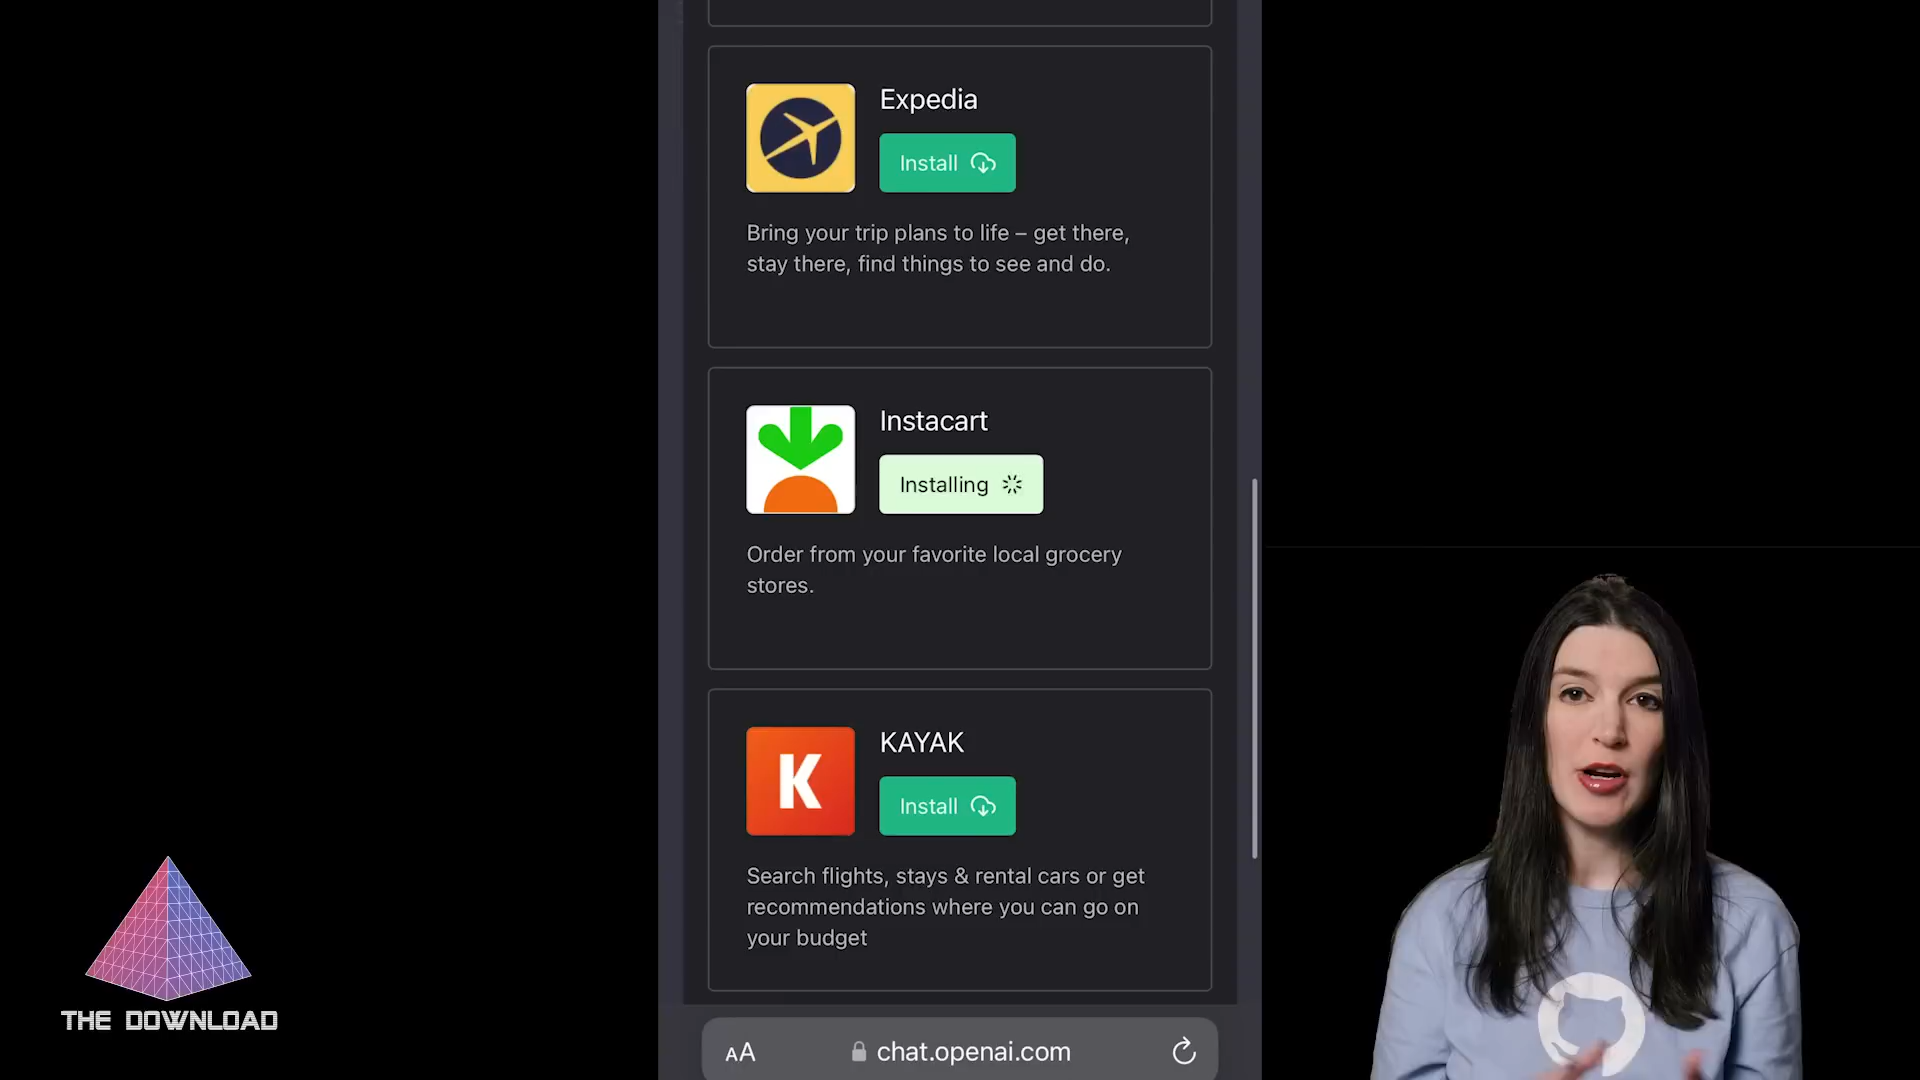 Expedia
Install
Bring your trip plans to life – get there,
stay there, find things to see and do.
Instacart
Installing
Order from your favorite local grocery
stores.
K
KAYAK
Install
Search flights, stays & rental cars or get
recommendations where you can go on
your budget
THE DOWNLOAD
AA
chat.openai.com